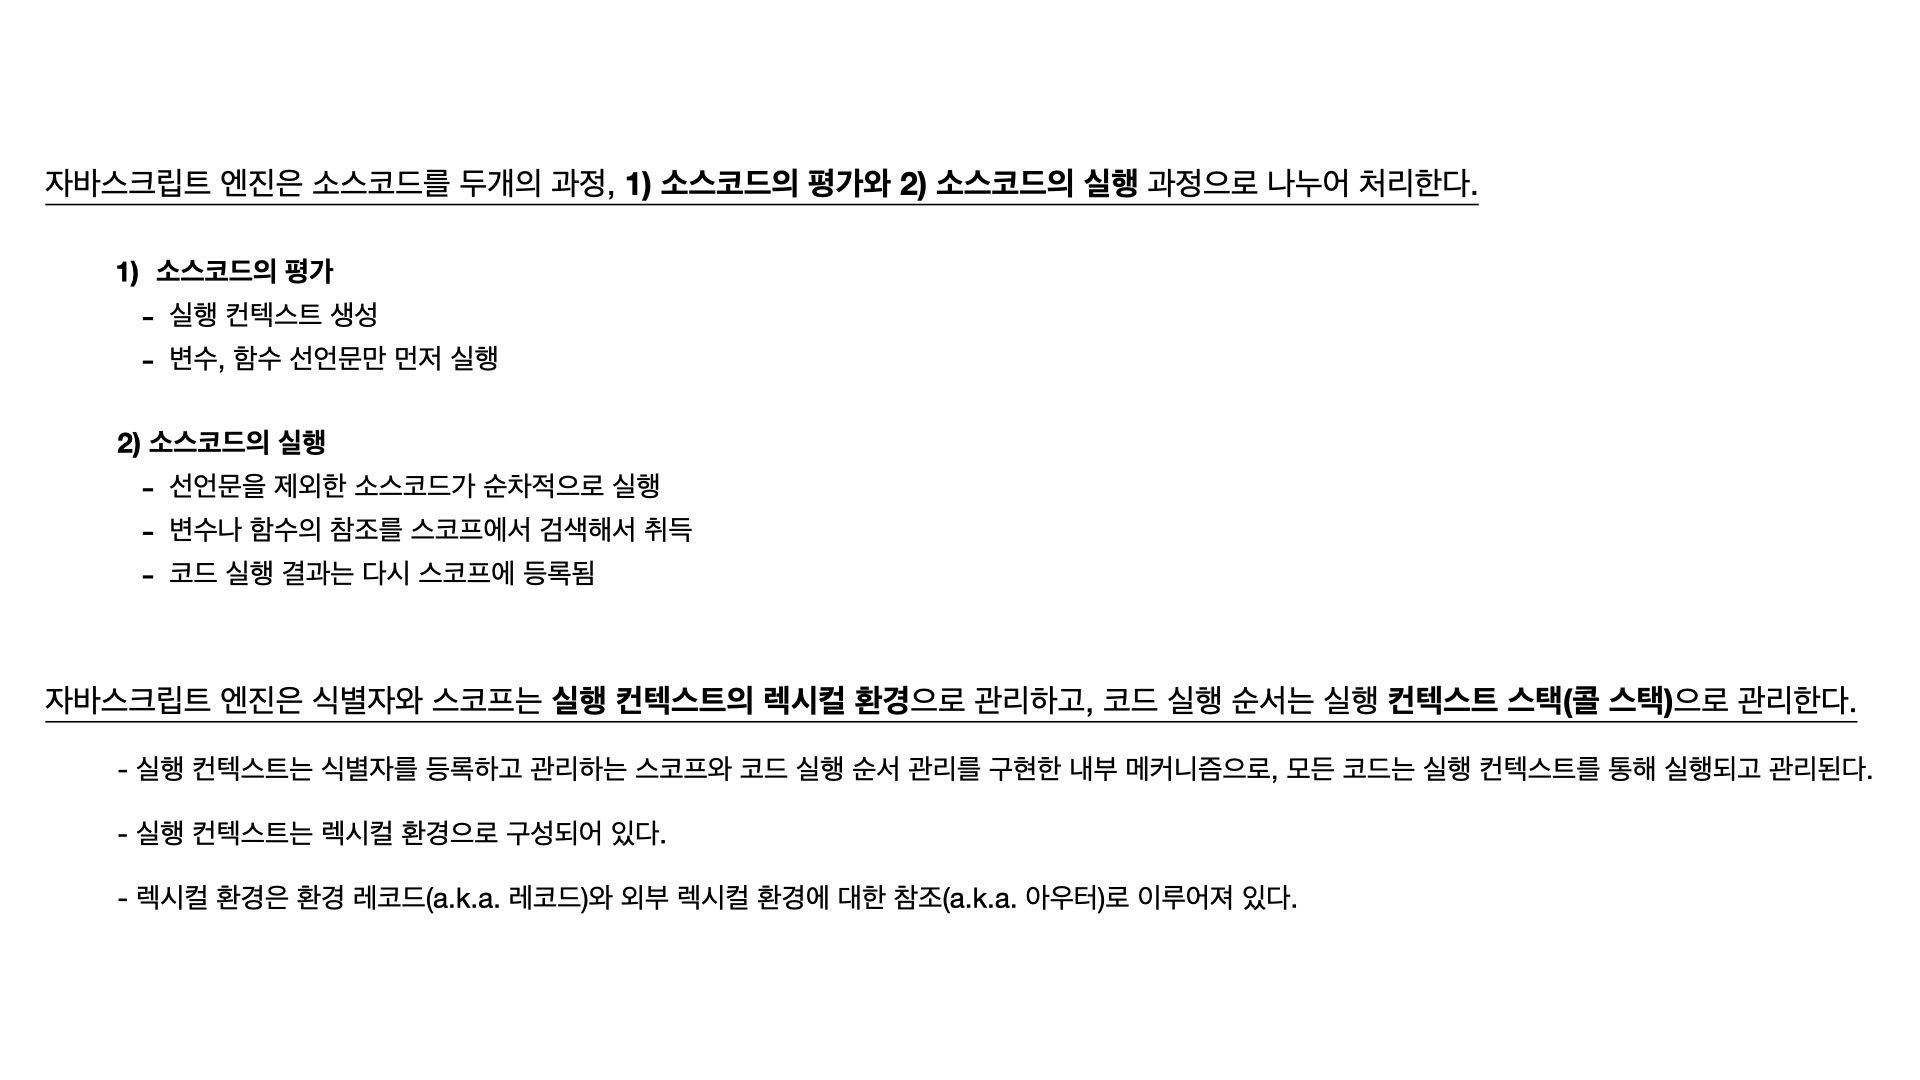 자바스크립트 엔진은 소스코드를 두개의 과정, 1) 소스코드의 평가와 2) 소스코드의 실행 과정으로 나누어 처리한다.
1) 소스코드의 평가
- 실행 컨텍스트 생성
- 변수, 함수 선언문만 먼저 실행
2) 소스코드의 실행
- 선언문을 제외한 소스코드가 순차적으로 실행
- 변수나 함수의 참조를 스코프에서 검색해서 취득
- 코드 실행 결과는 다시 스코프에 등록됨
자바스크립트 엔진은 식별자와 스코프는 실행 컨텍스트의 렉시컬 환경으로 관리하고, 코드 실행 순서는 실행 컨텍스트 스택(콜 스택)으로 관리한다.
- 실행 컨텍스트는 식별자를 등록하고 관리하는 스코프와 코드 실행 순서 관리를 구현한 내부 메커니즘으로, 모든 코드는 실행 컨텍스트를 통해 실행되고 관리된다.
- 실행 컨텍스트는 렉시컬 환경으로 구성되어 있다.
- 렉시컬 환경은 환경 레코드(a.k.a. 레코드)와 외부 렉시컬 환경에 대한 참조(a.k.a. 아우터)로 이루어져 있다.